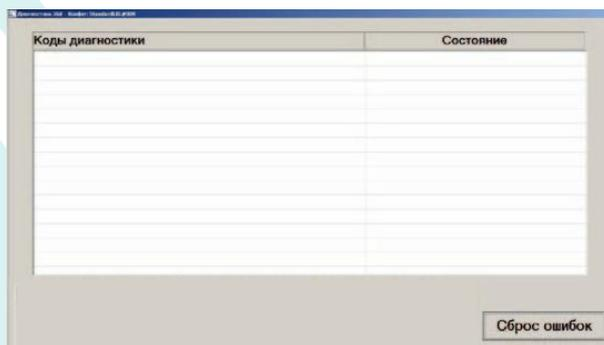 Коды диагностики
Состояние
Сброс ошибок